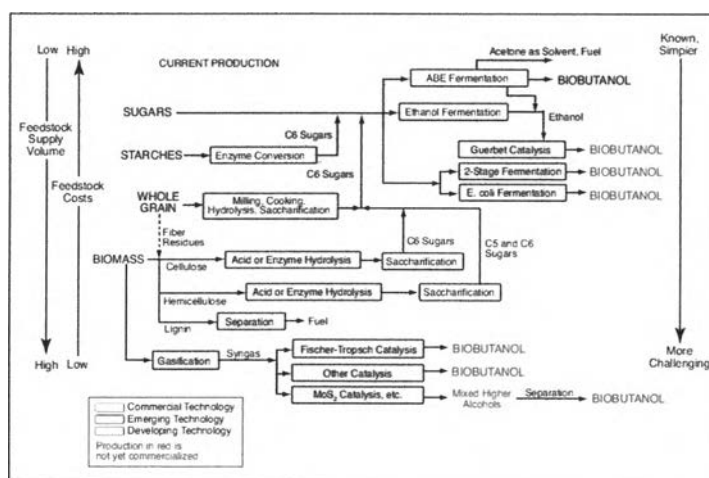 Low
High
CURRENT PRODUCTION
Known,
Simpler
Acetone as Solvent, Fuel
ABE Fermentation
BIOBUTANOL
SUGARS
Ethanol Fermentation
Ethanol
Feedstock
Supply
Volume
C6 Sugars
STARCHES
Enzyme Conversion
Guerbet Catalysis
BIOBUTANOL
C6 Sugars
2-Stage Fermentation
BIOBUTANOL
Feedstock
Costs
E. coli Fermentation
BIOBUTANOL
WHOLE
GRAIN
Milling, Cooking,
Hydrolysis, Saccharification
Fiber
Residues
C6 Sugars
C5 and C6
Sugars
BIOMASS
Cellulose
Acid or Enzyme Hydrolysis
Saccharification
Hemicellulose
Acid or Enzyme Hydrolysis
Saccharification
Lignin
Separation
Fuel
High
Low
Gasification
Syngas
Fischer-Tropsch Catalysis
BIOBUTANOL
More
Challenging
Other Catalysis
BIOBUTANOL
MoS2 Catalysis, etc.
Mixed Higher
Alcohols
Separation
BIOBUTANOL
Commercial Technology
Emerging Technology
Developing Technology
Production in red is
not yet commercialized